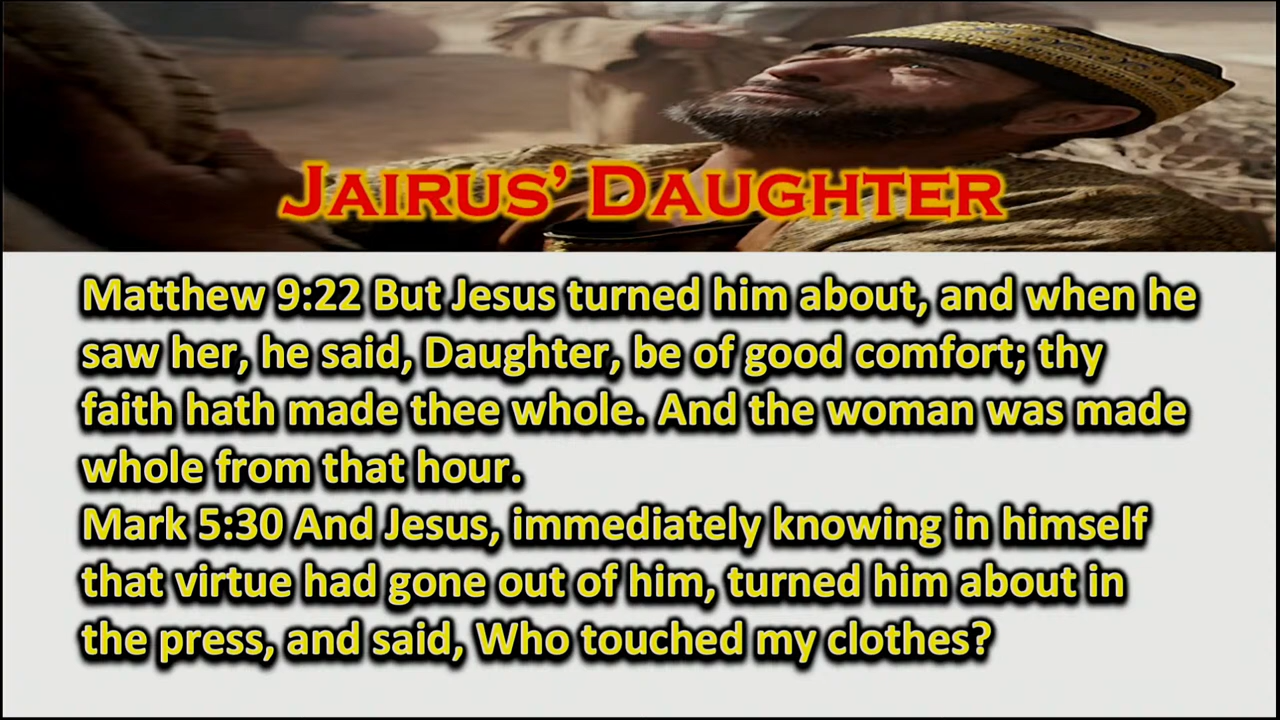 Jairus’ Daughter
Matthew 9:22 But Jesus turned him about, and when he
saw her, he said, Daughter, be of good comfort; thy
faith hath made thee whole. And the woman was made
whole from that hour.
Mark 5:30 And Jesus, immediately knowing in himself
that virtue had gone out of him, turned him about in
the press, and said, Who touched my clothes?